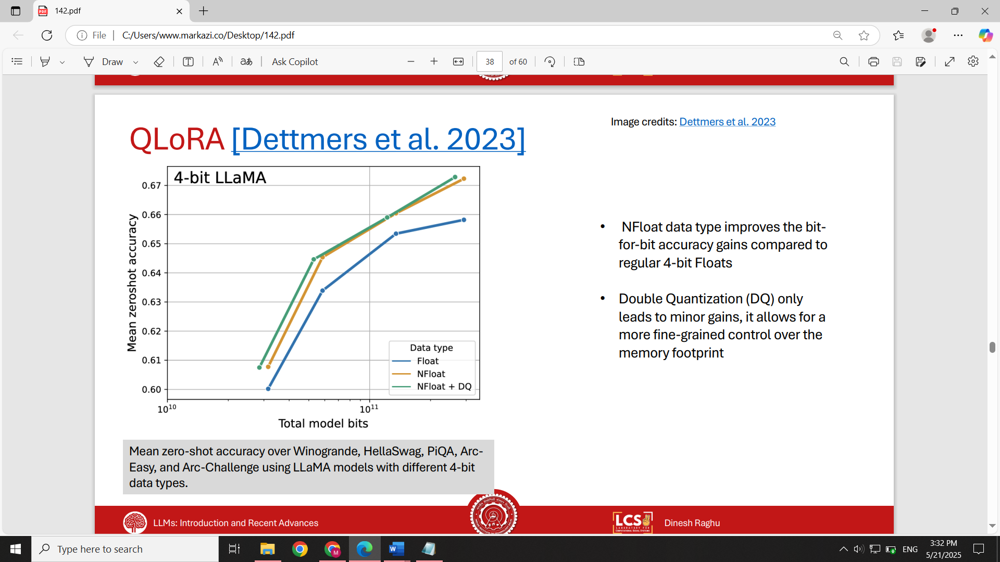 142.pdf
File
C:/Users/www.markazi.co/Desktop/142.pdf
Draw
Ask Copilot
38
of 60
QLoRA [Dettmers et al. 2023]
Image credits: Dettmers et al. 2023
4-bit LLaMA
Mean zeroshot accuracy
0.67
0.66
0.65
0.64
0.63
0.62
0.61
0.60
Data type
Float
NFloat
NFloat + DQ
10¹⁰
10¹¹
Total model bits
• NFloat data type improves the bit-
for-bit accuracy gains compared to
regular 4-bit Floats
• Double Quantization (DQ) only
leads to minor gains, it allows for a
more fine-grained control over the
memory footprint
Mean zero-shot accuracy over Winogrande, HellaSwag, PiQA, Arc-
Easy, and Arc-Challenge using LLaMA models with different 4-bit
data types.
LLMs: Introduction and Recent Advances
LCS
LABORATORY FOR
COMPUTATIONAL SOCIAL SYSTEMS
Dinesh Raghu
Type here to search
ENG
3:32 PM
5/21/2025